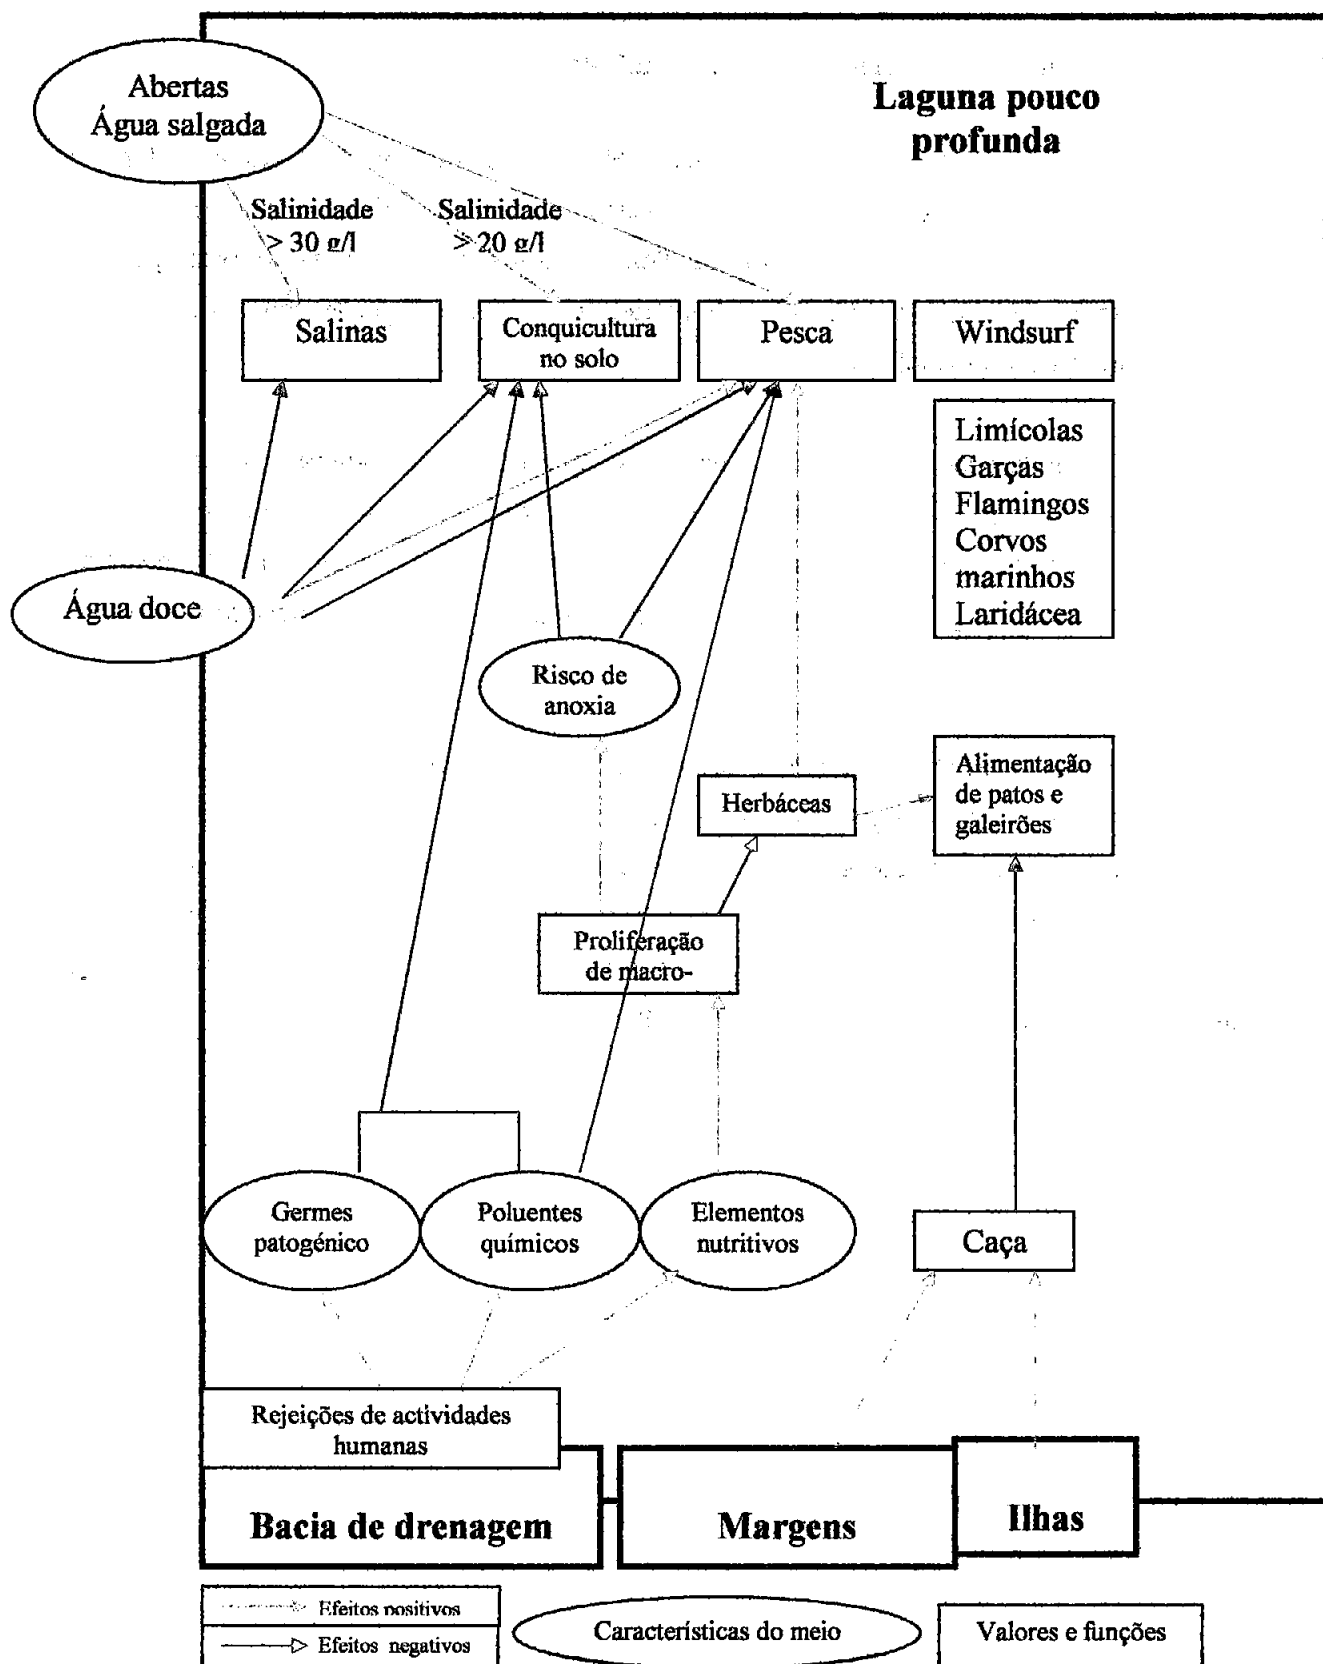 Abertas
Água salgada
Laguna pouco
profunda
Salinidade
> 30 g/l
Salinidade
> 20 g/l
Salinas
Conquicultura
no solo
Pesca
Windsurf
Limícolas
Garças
Flamingos
Corvos
marinhos
Laridácea
Água doce
Risco de
anoxia
Herbáceas
Alimentação
de patos e
galeirões
Proliferação
de macro-
Germes
patogénico
Poluentes
químicos
Elementos
nutritivos
Caça
Rejeições de actividades
humanas
Bacia de drenagem
Margens
Ilhas
Efeitos positivos
Efeitos negativos
Características do meio
Valores e funções